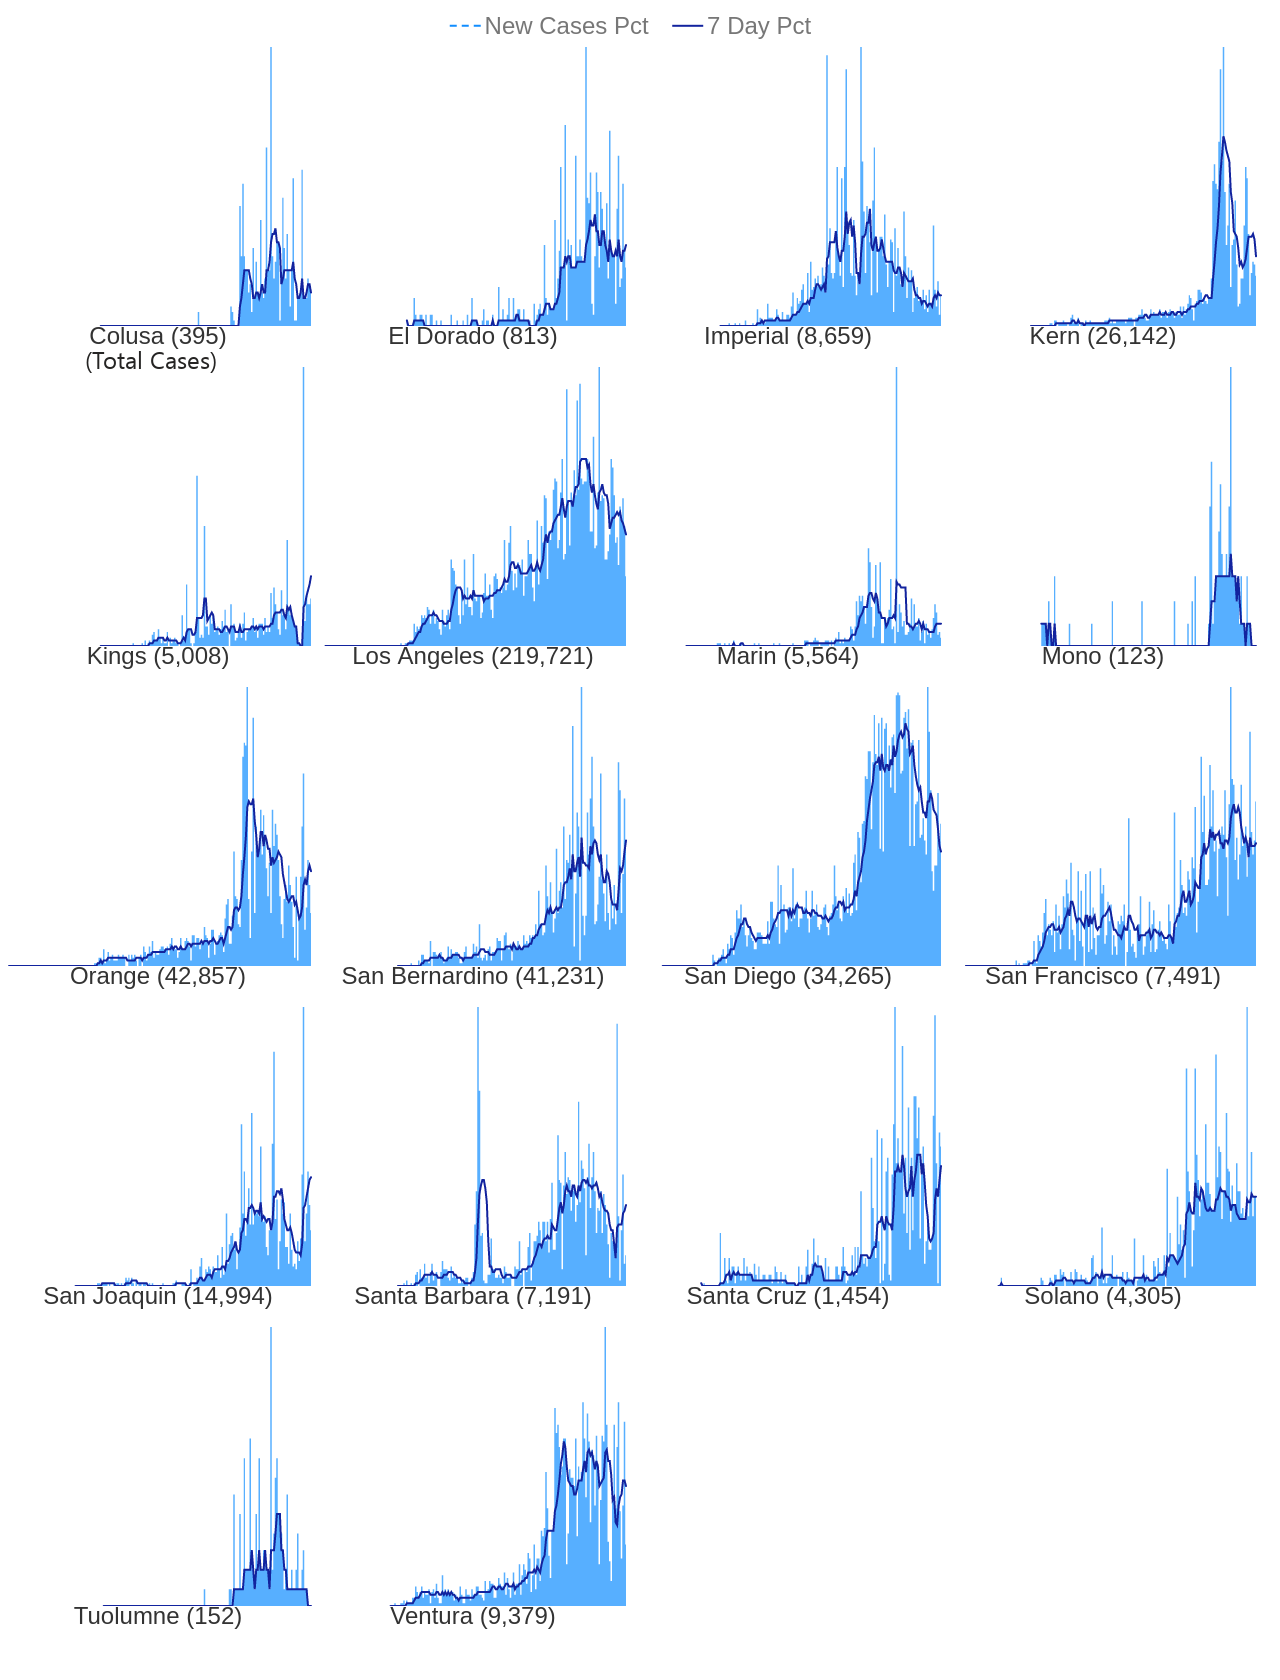 New Cases Pct 7 Day Pct
Colusa (395) El Dorado (813) Imperial (8,659) Kern (26,142)
(Total Cases)
Kings (5,008) Los Angeles (219,721) Marin (5,564) Mono (123)
Orange (42,857) San Bernardino (41,231) San Diego (34,265) San Francisco (7,491)
San Joaquin (14,994) Santa Barbara (7,191) Santa Cruz (1,454) Solano (4,305)
Tuolumne (152) Ventura (9,379)